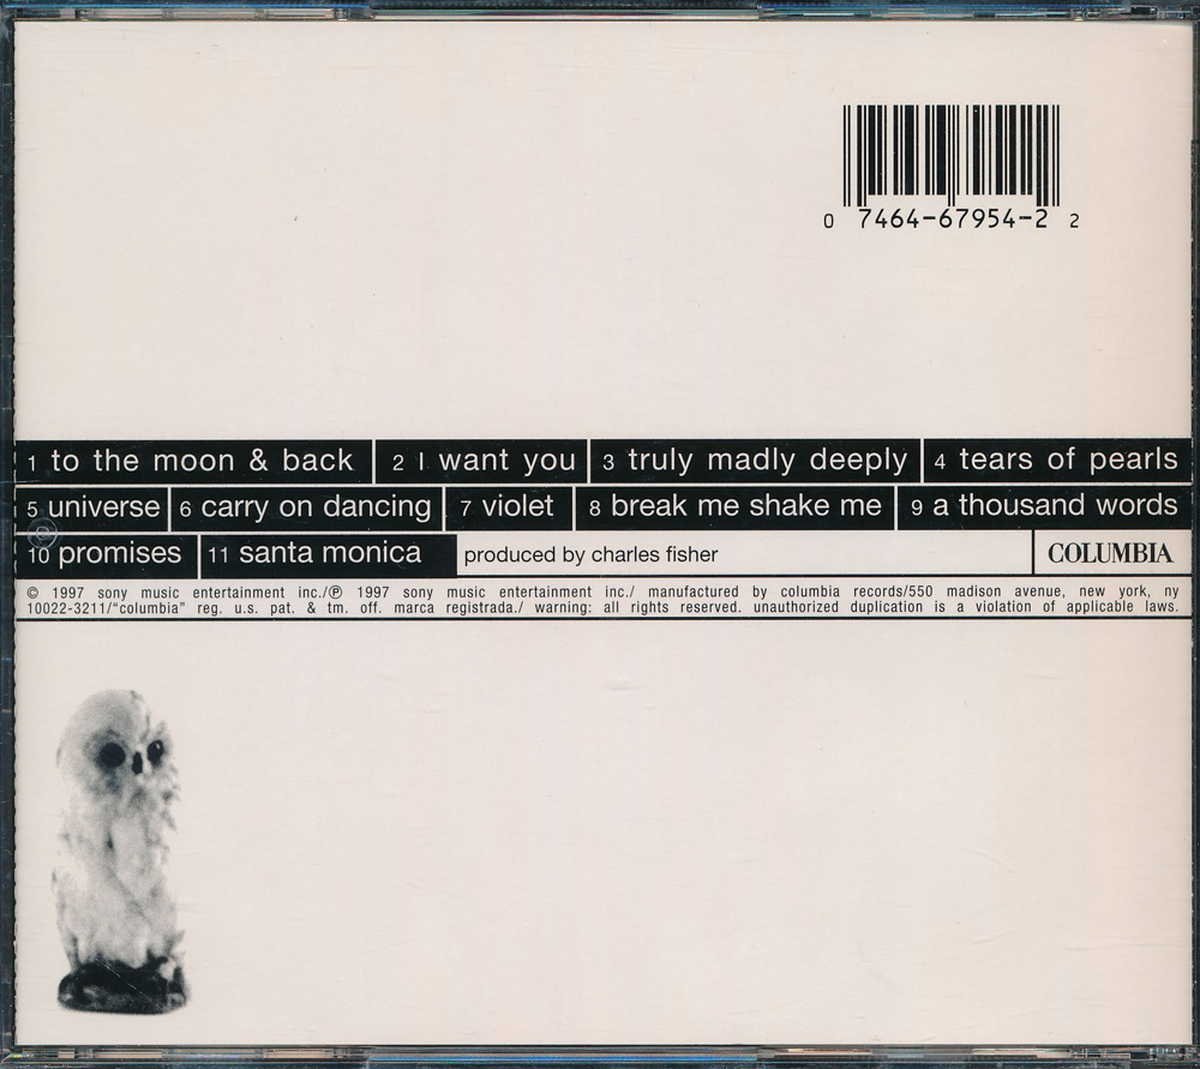 0 7464-67954-2 2
1 to the moon & back 2 I want you 3 truly madly deeply 4 tears of pearls
5 universe 6 carry on dancing 7 violet 8 break me shake me 9 a thousand words
10 promises 11 santa monica produced by charles fisher COLUMBIA
© 1997 sony music entertainment inc./℗ 1997 sony music entertainment inc./ manufactured by columbia records/550 madison avenue, new york, ny
10022-3211/“columbia” reg. u.s. pat. & tm. off. marca registrada./ warning: all rights reserved. unauthorized duplication is a violation of applicable laws.